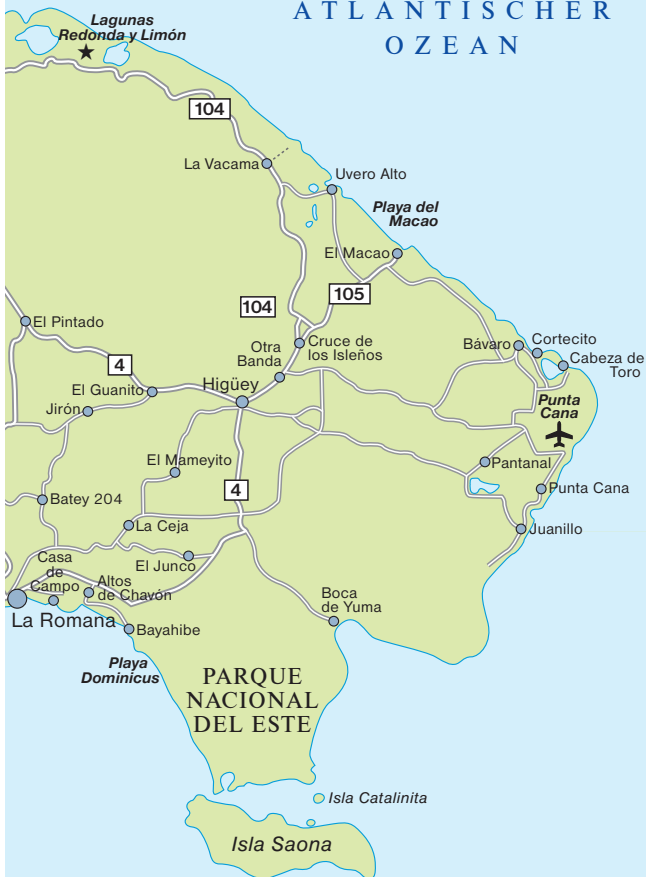 ATLANTISCHER
OZEAN
Lagunas
Redonda y Limón
104
La Vacama
Uvero Alto
Playa del
Macao
El Macao
105
104
El Pintado
Cruce de
los Isleños
Otra
Banda
Bávaro
Cortecito
Cabeza de
Toro
4
El Guanito
Higüey
Jirón
Punta
Cana
El Mameyito
Pantanal
4
Punta Cana
Batey 204
La Ceja
Juanillo
El Junco
Casa
de
Campo
Altos
de Chavón
Boca
de Yuma
La Romana
Bayahibe
Playa
Dominicus
PARQUE
NACIONAL
DEL ESTE
Isla Catalinita
Isla Saona